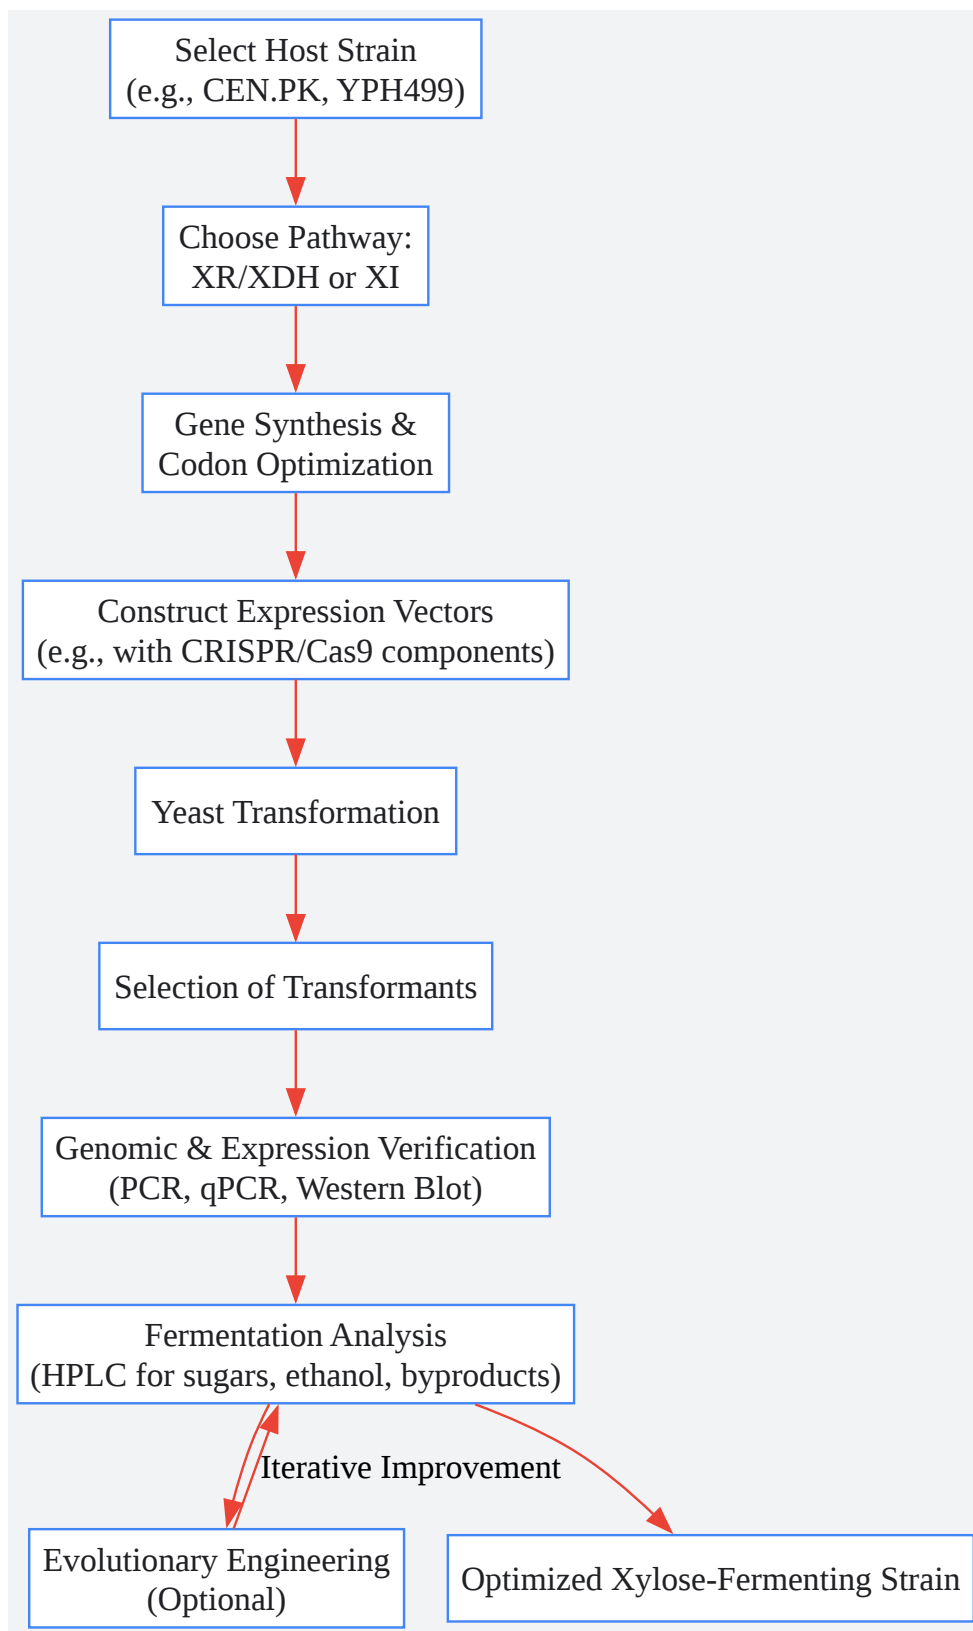 Select Host Strain
(e.g., CEN.PK, YPH499)
Choose Pathway:
XR/XDH or XI
Gene Synthesis &
Codon Optimization
Construct Expression Vectors
(e.g., with CRISPR/Cas9 components)
Yeast Transformation
Selection of Transformants
Genomic & Expression Verification
(PCR, qPCR, Western Blot)
Fermentation Analysis
(HPLC for sugars, ethanol, byproducts)
Iterative Improvement
Evolutionary Engineering
(Optional)
Optimized Xylose-Fermenting Strain